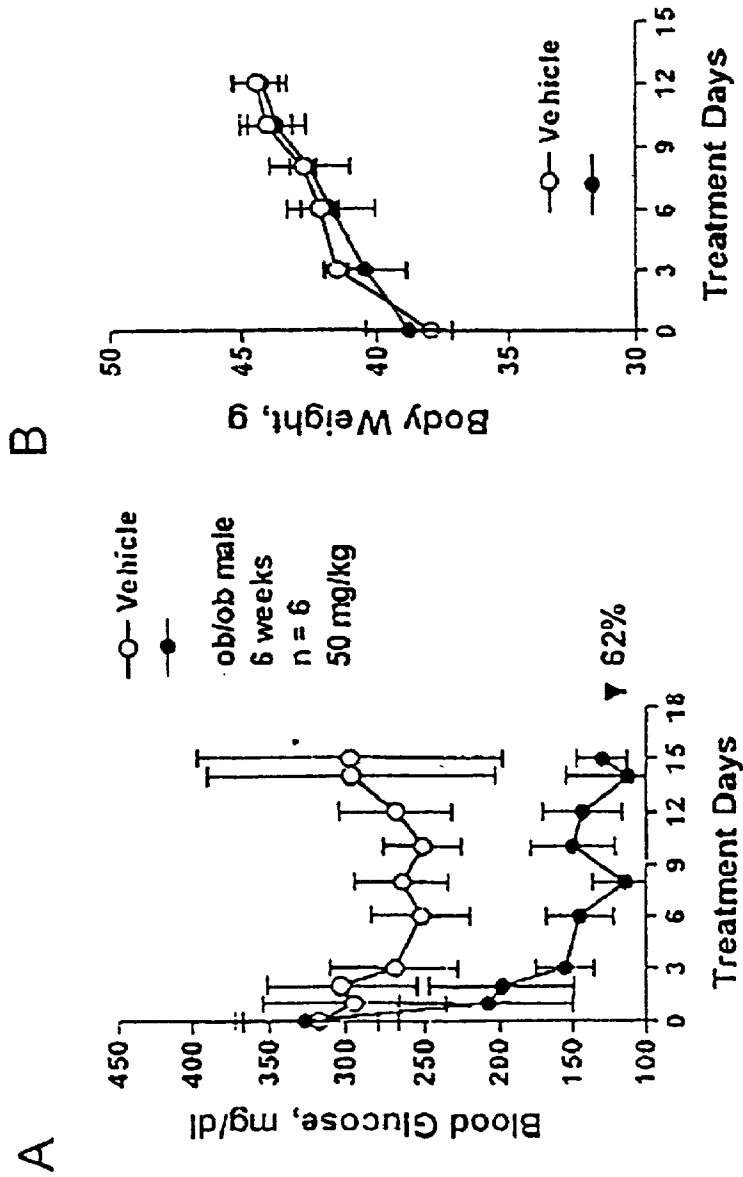 A
Blood Glucose, mg/dl
450
400
350
300
250
200
150
100
0
3
6
9
12
15
18
Treatment Days
Vehicle
ob/ob male
6 weeks
n = 6
50 mg/kg
▼ 62%
B
Body Weight, g
50
45
40
35
30
0
3
6
9
12
15
Treatment Days
Vehicle